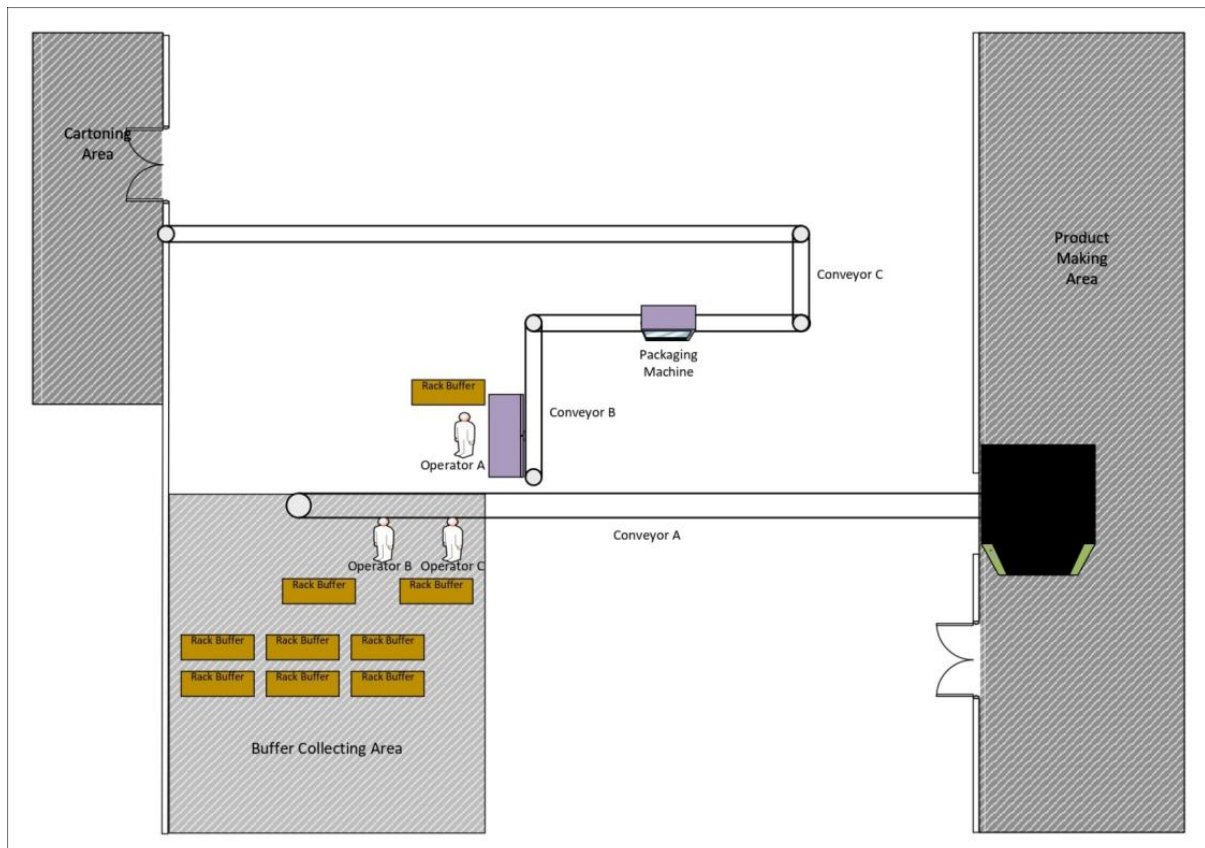 Cartoning
Area
Product
Making
Area
Conveyor C
Packaging
Machine
Rack Buffer
Conveyor B
Operator A
Conveyor A
Operator B
Operator C
Rack Buffer
Rack Buffer
Rack Buffer
Rack Buffer
Rack Buffer
Rack Buffer
Rack Buffer
Rack Buffer
Buffer Collecting Area